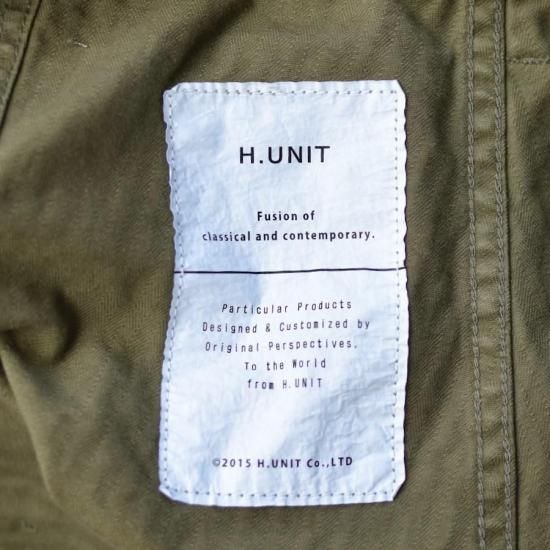 H.UNIT
Fusion of
classical and contemporary.
Particular Products
Designed & Customized by
Original Perspectives.
To the World
from H.UNIT
©2015 H.UNIT Co.,LTD